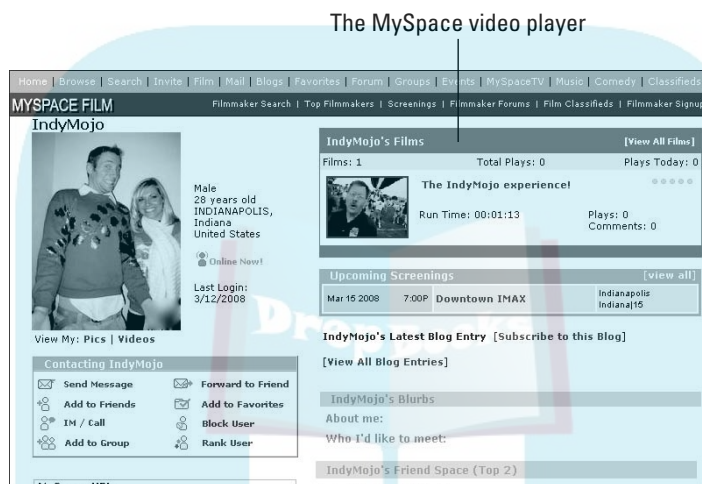 The MySpace video player
Home | Browse | Search | Invite | Film | Mail | Blogs | Favorites | Forum | Groups | Events | MySpaceTV | Music | Comedy | Classifieds
MYSPACE FILM
Filmmaker Search | Top Filmmakers | Screenings | Filmmaker Forums | Film Classifieds | Filmmaker Signup
IndyMojo
Male
28 years old
INDIANAPOLIS,
Indiana
United States
Online Now!
Last Login:
3/12/2008
View My: Pics | Videos
Contacting IndyMojo
Send Message Forward to Friend
Add to Friends Add to Favorites
IM / Call Block User
Add to Group Rank User
IndyMojo's Films [View All Films]
Films: 1 Total Plays: 0 Plays Today: 0
The IndyMojo experience!
Run Time: 00:01:13 Plays: 0
Comments: 0
Upcoming Screenings [view all]
Mar 15 2008 7:00P Downtown IMAX Indianapolis
Indiana|15
IndyMojo's Latest Blog Entry [Subscribe to this Blog]
[View All Blog Entries]
IndyMojo's Blurbs
About me:
Who I'd like to meet:
IndyMojo's Friend Space (Top 2)